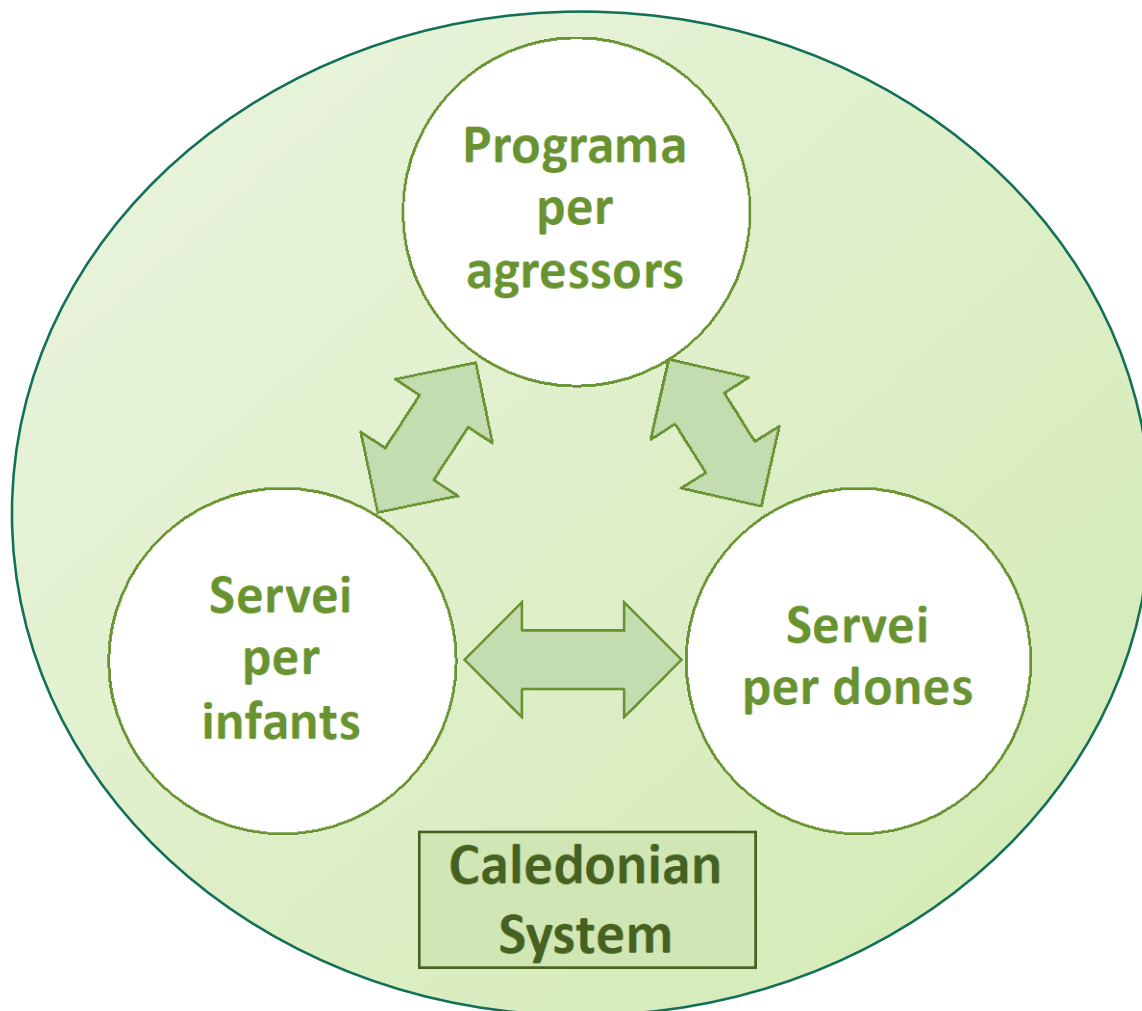 Programa
per
agressors
Servei
per
infants
Servei
per dones
Caledonian
System